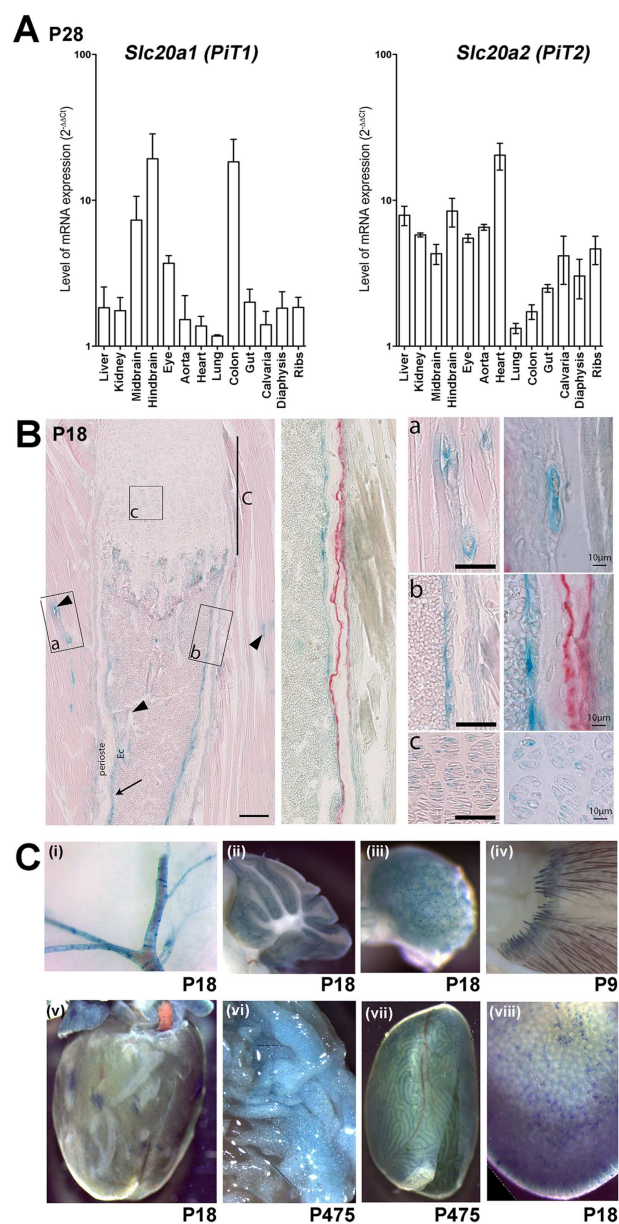 A P28
Slc20a1 (PiT1)
Slc20a2 (PiT2)
Level of mRNA expression (2-ΔΔCt)
100
10
1
Liver
Kidney
Midbrain
Hindbrain
Eye
Aorta
Heart
Lung
Colon
Gut
Calvaria
Diaphysis
Ribs
Level of mRNA expression (2-ΔΔCt)
100
10
1
Liver
Kidney
Midbrain
Hindbrain
Eye
Aorta
Heart
Lung
Colon
Gut
Calvaria
Diaphysis
Ribs
B P18
C
c
a
b
perioste
Ec
a
10µm
b
10µm
c
10µm
C
(i)
P18
(ii)
P18
(iii)
P18
(iv)
P9
(v)
P18
(vi)
P475
(vii)
P475
(viii)
P18